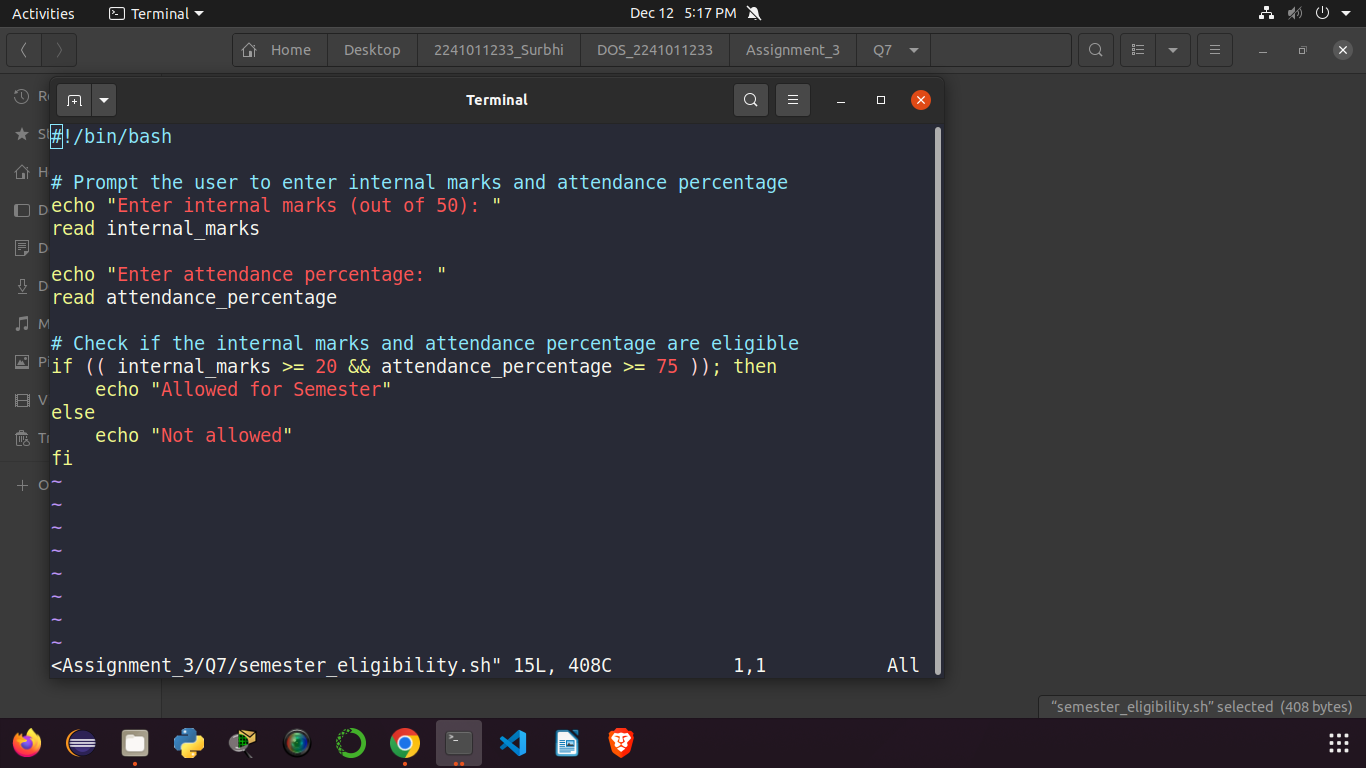 Activities
Terminal
Dec 12 5:17 PM
Home
Desktop
2241011233_Surbhi
DOS_2241011233
Assignment_3
Q7
Terminal
#!/bin/bash
# Prompt the user to enter internal marks and attendance percentage
echo "Enter internal marks (out of 50): "
read internal_marks
echo "Enter attendance percentage: "
read attendance_percentage
# Check if the internal marks and attendance percentage are eligible
if (( internal_marks >= 20 && attendance_percentage >= 75 )); then
    echo "Allowed for Semester"
else
    echo "Not allowed"
fi
~
~
~
~
~
~
~
~
<Assignment_3/Q7/semester_eligibility.sh" 15L, 408C 1,1 All
"semester_eligibility.sh" selected (408 bytes)